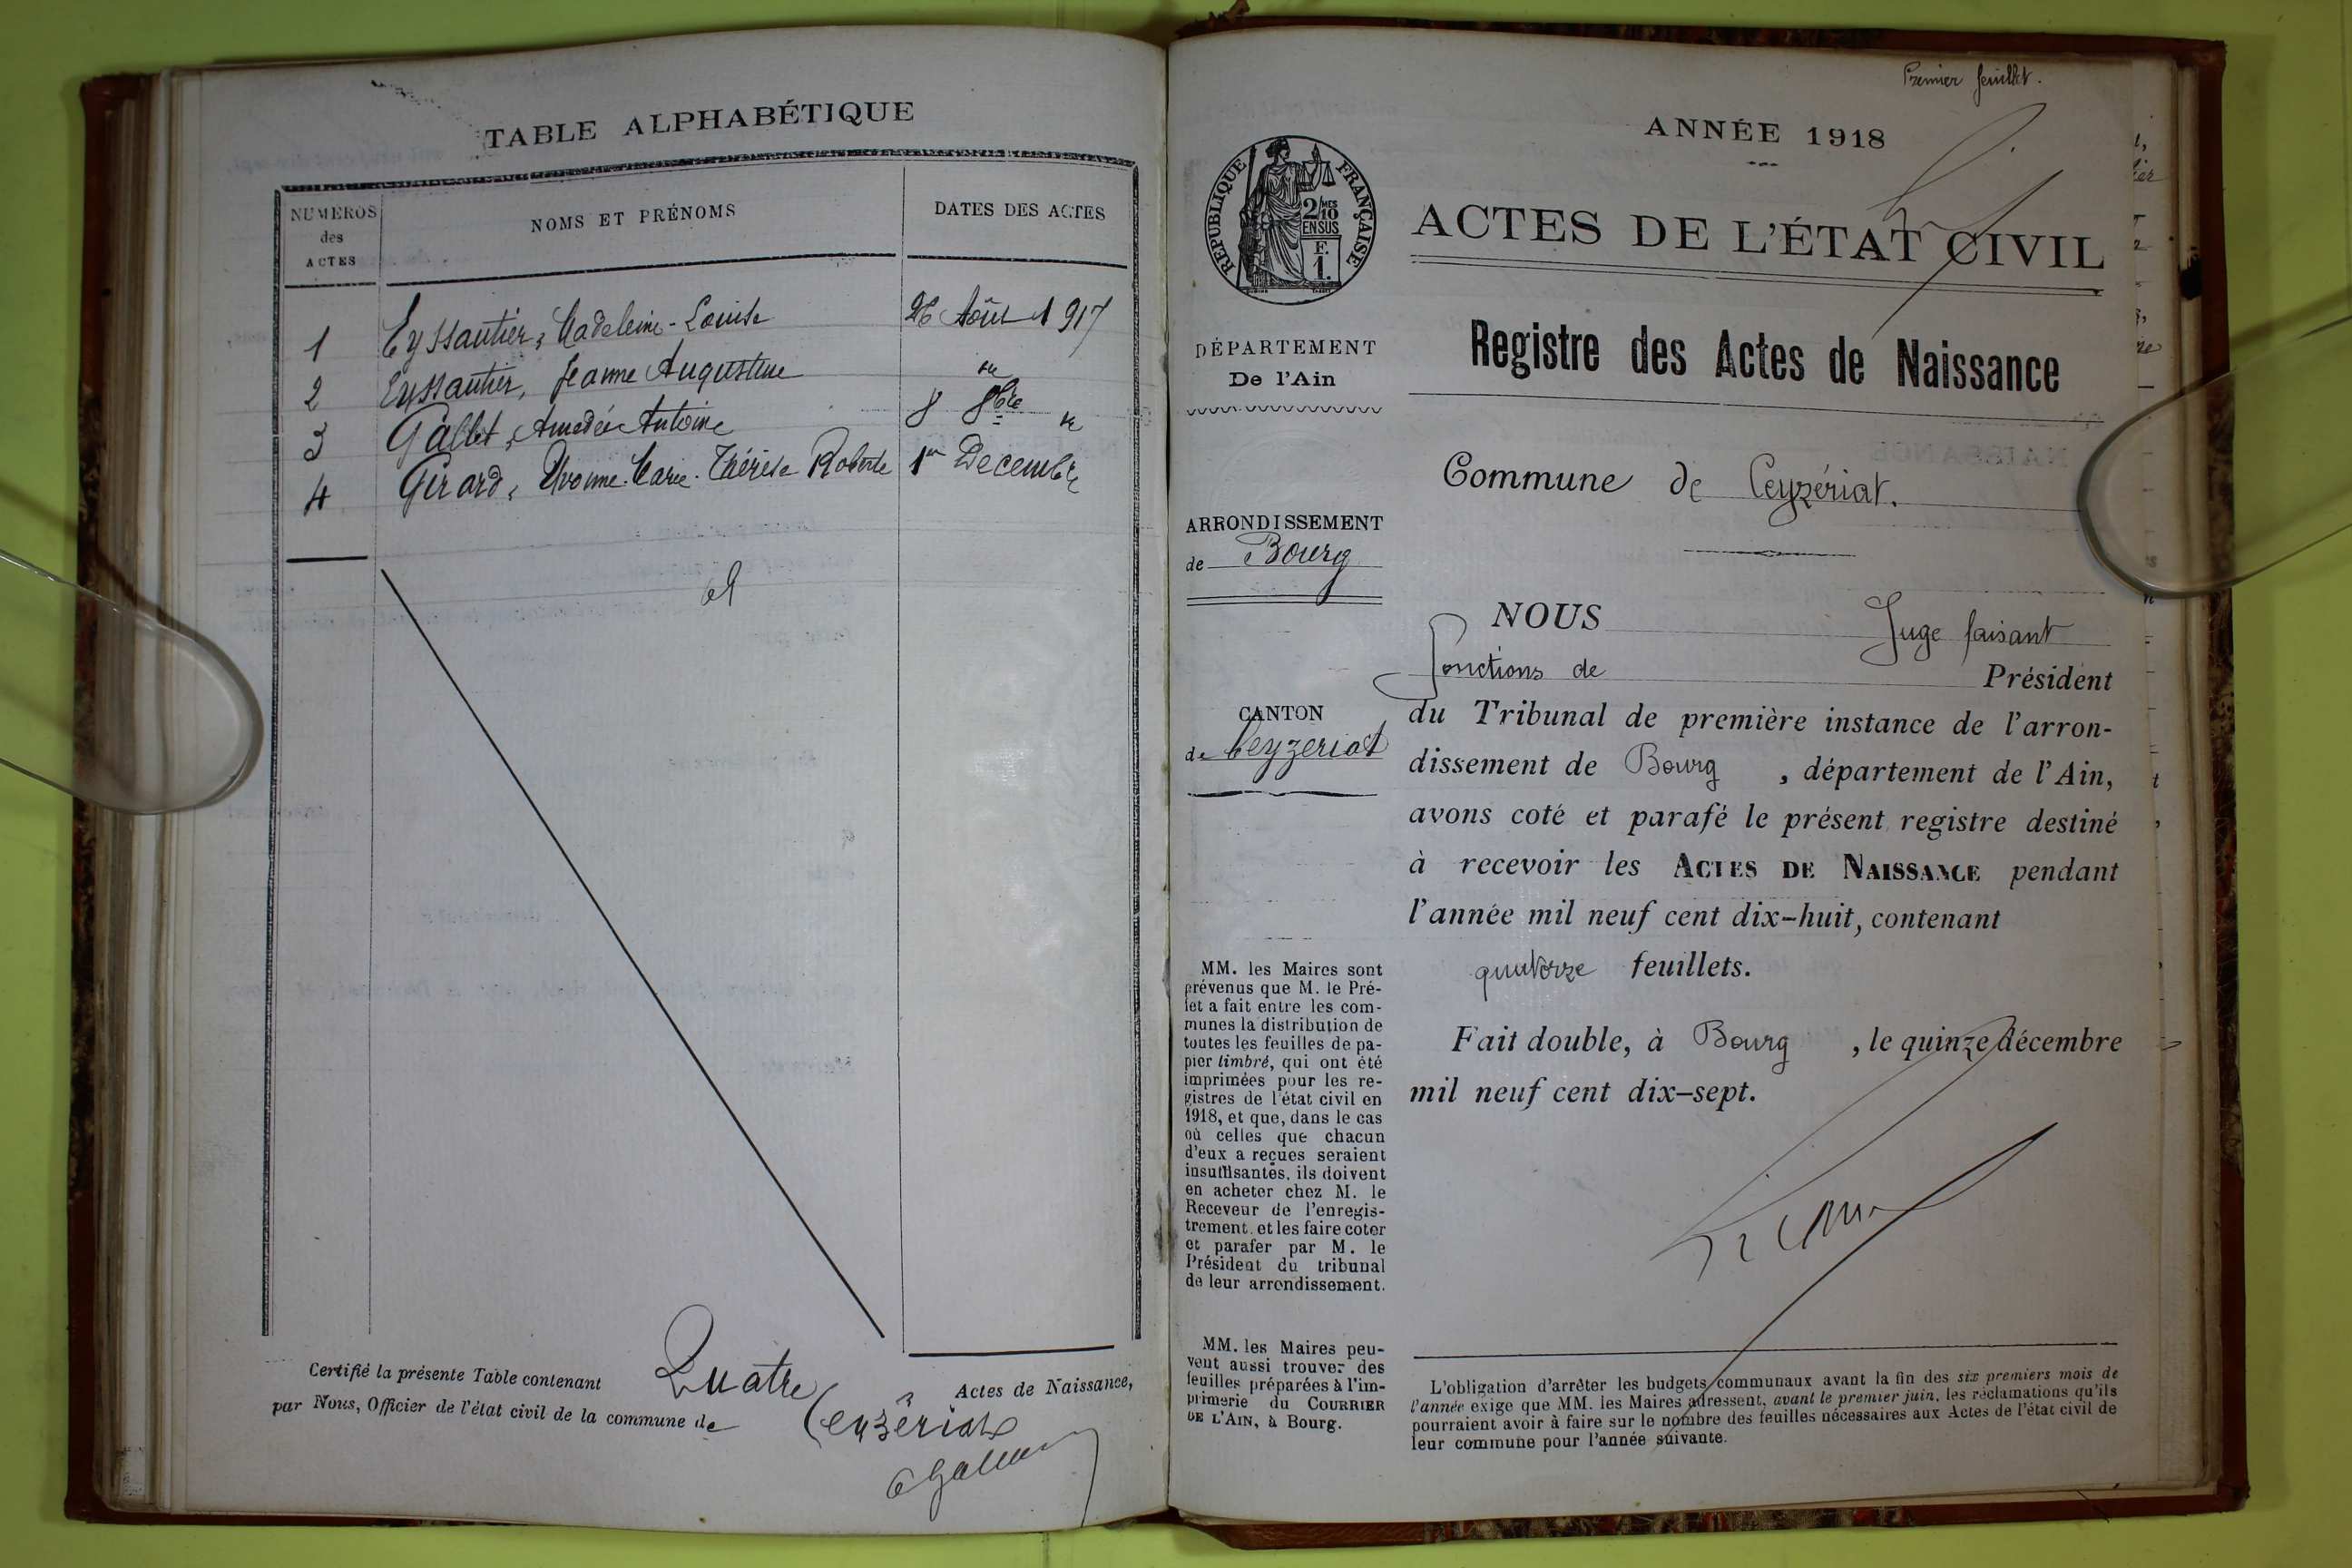 TABLE ALPHABÉTIQUE
NUMÉROS
des
ACTES
NOMS ET PRÉNOMS
DATES DES ACTES
1 Eyssautier, Madeleine-Louise 26 Août 1917
2 Eyssautier, Jeanne Augustine
3 Gallet, Amédée Antoine 8 8bre
4 Girard, Yvonne Marie Thérèse Roberte 1er Decembre
Certifié la présente Table contenant Quatre Actes de Naissance,
par Nous, Officier de l'état civil de la commune de Ceyzériat
Premier feuillet.
ANNÉE 1918
ACTES DE L'ÉTAT CIVIL
Registre des Actes de Naissance
Commune de Ceyzériat.
RÉPUBLIQUE FRANÇAISE
2/10 MES
EN SUS
F.
1.
DÉPARTEMENT
De l'Ain
ARRONDISSEMENT
de Bourg
CANTON
de Ceyzeriat
MM. les Maires sont
prévenus que M. le Pré-
fet a fait entre les com-
munes la distribution de
toutes les feuilles de pa-
pier timbré, qui ont été
imprimées pour les re-
gistres de l'état civil en
1918, et que, dans le cas
où celles que chacun
d'eux a reçues seraient
insuffisantes, ils doivent
en acheter chez M. le
Receveur de l'enregis-
trement, et les faire coter
et parafer par M. le
Président du tribunal
de leur arrondissement.
MM. les Maires peu-
vent aussi trouver des
feuilles préparées à l'im-
primerie du COURRIER
DE L'AIN, à Bourg.
NOUS Juge faisant
fonctions de Président
du Tribunal de première instance de l'arron-
dissement de Bourg , département de l'Ain,
avons coté et parafé le présent registre destiné
à recevoir les ACTES DE NAISSANCE pendant
l'année mil neuf cent dix-huit, contenant
quatorze feuillets.
Fait double, à Bourg , le quinze décembre
mil neuf cent dix-sept.
L'obligation d'arrêter les budgets communaux avant la fin des six premiers mois de
l'année exige que MM. les Maires adressent, avant le premier juin, les réclamations qu'ils
pourraient avoir à faire sur le nombre des feuilles nécessaires aux Actes de l'état civil de
leur commune pour l'année suivante.